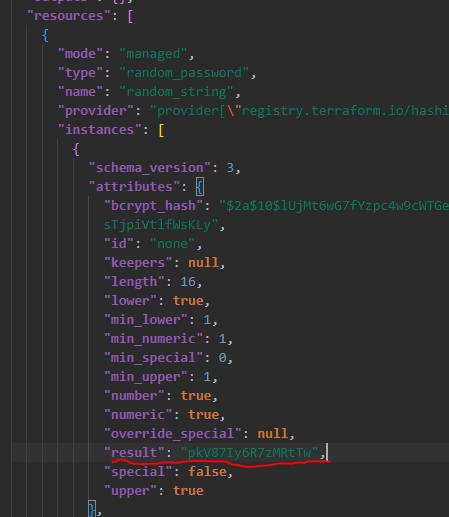 "resources": [
{
"mode": "managed",
"type": "random_password",
"name": "random_string",
"provider": "provider[\"registry.terraform.io/hashi
"instances": [
{
"schema_version": 3,
"attributes": {
"bcrypt_hash": "$2a$10$lUjMt6wG7fYzpc4w9cWTGe
sTjpiVtlfWsKLy",
"id": "none",
"keepers": null,
"length": 16,
"lower": true,
"min_lower": 1,
"min_numeric": 1,
"min_special": 0,
"min_upper": 1,
"number": true,
"numeric": true,
"override_special": null,
"result": "pkV87Iy6R7zMRtTw",
"special": false,
"upper": true
},